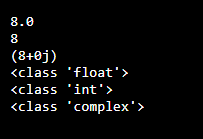 8.0
8
(8+0j)
<class 'float'>
<class 'int'>
<class 'complex'>